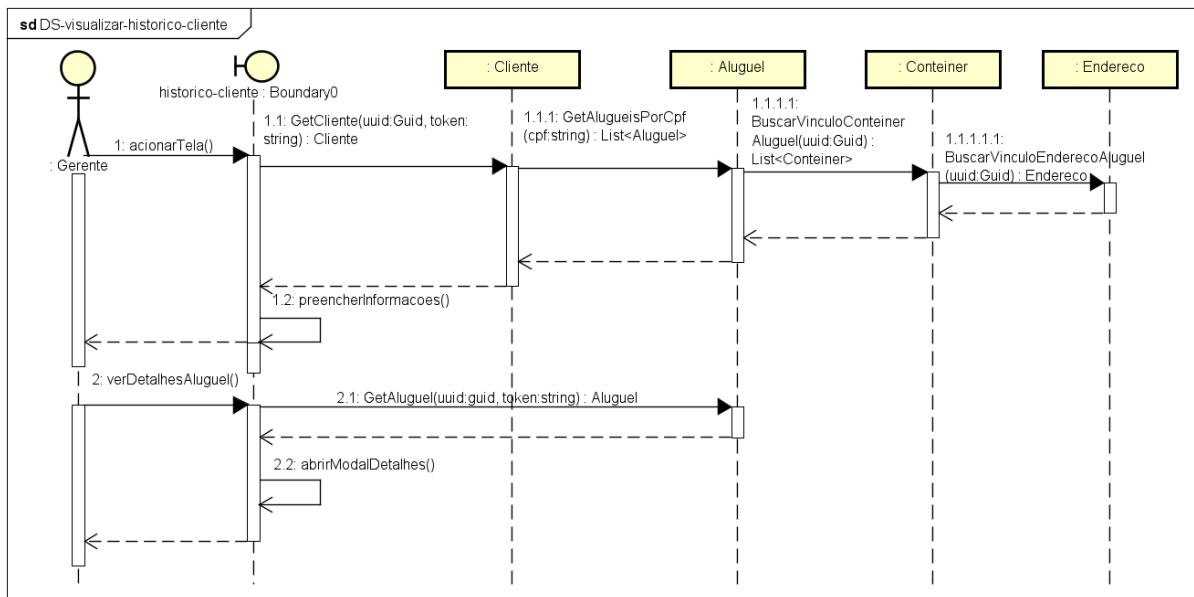 sd DS-visualizar-historico-cliente
historico-cliente : Boundary0
: Cliente
: Aluguel
: Conteiner
: Endereco
: Gerente
1: acionarTela()
1.1: GetCliente(uuid:Guid, token:
string) : Cliente
1.1.1: GetAlugueisPorCpf
(cpf:string) : List<Aluguel>
1.1.1.1:
BuscarVinculoConteiner
Aluguel(uuid:Guid) :
List<Conteiner>
1.1.1.1.1:
BuscarVinculoEnderecoAluguel
(uuid:Guid) : Endereco
1.2: preencherInformacoes()
2: verDetalhesAluguel()
2.1: GetAluguel(uuid:guid, token:string) : Aluguel
2.2: abrirModalDetalhes()